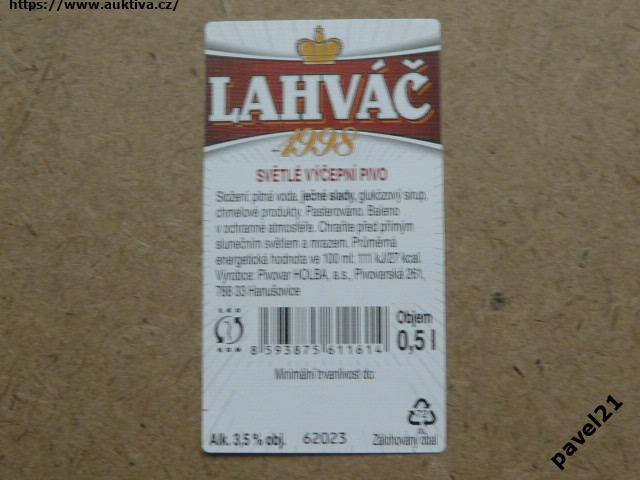 https://www.auktiva.cz/
LAHVÁČ
1998
SVĚTLÉ VÝČEPNÍ PIVO
Složení: pitná voda, ječné slady, glukózový sirup,
chmelové produkty. Pasterováno. Baleno
v ochranné atmosféře. Chraňte před přímým
slunečním světlem a mrazem. Průměrná
energetická hodnota ve 100 ml: 111 kJ/27 kcal.
Výrobce: Pivovar HOLBA, a.s., Pivovarská 261,
788 33 Hanušovice
8 593875 611614
Objem
0,5 l
Minimální trvanlivost do:
Alk. 3,5 % obj.
62023
Zálohovaný obal
pavel21